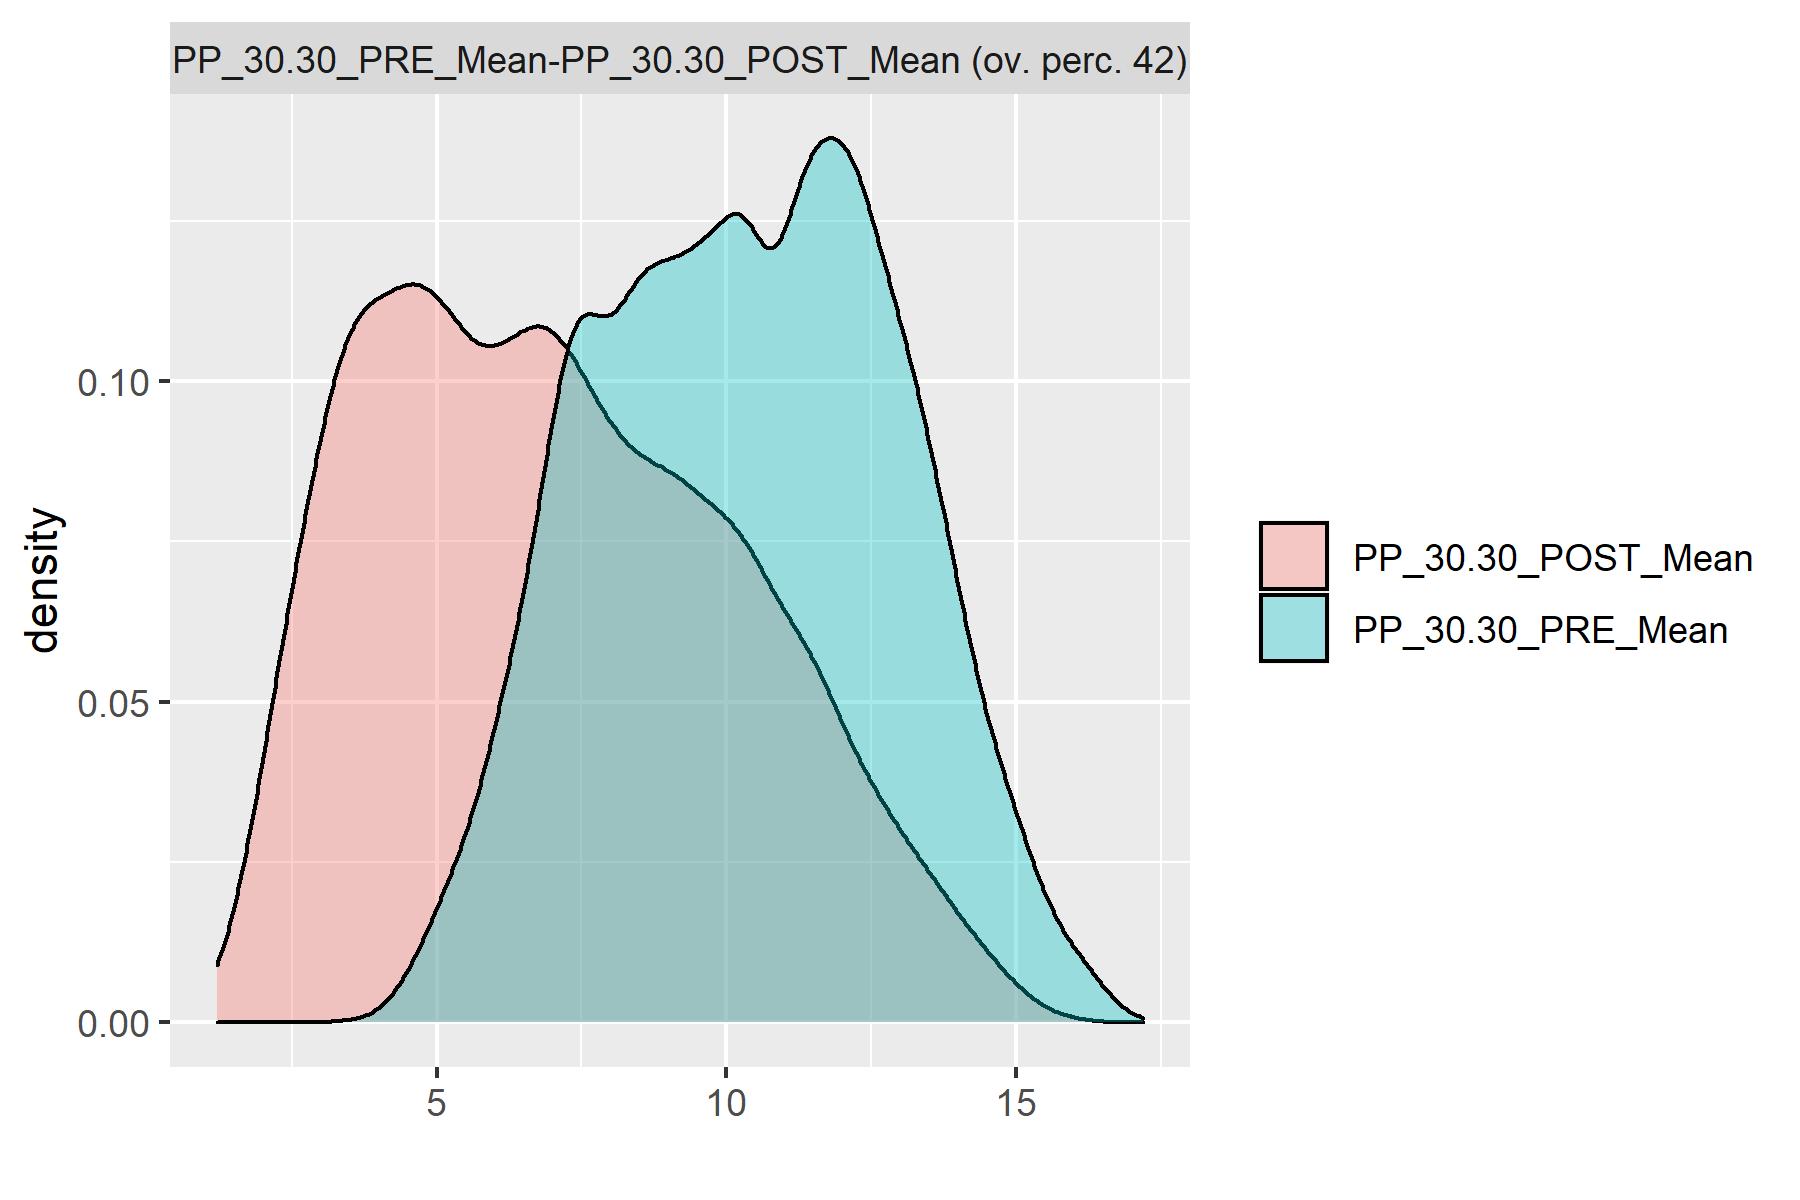 PP_30.30_PRE_Mean-PP_30.30_POST_Mean (ov. perc. 42)
density
0.10
0.05
0.00
5 10 15
PP_30.30_POST_Mean
PP_30.30_PRE_Mean